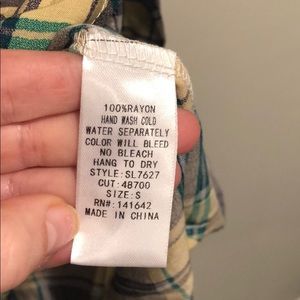 100%RAYON
HAND WASH COLD
WATER SEPARATELY
COLOR WILL BLEED
NO BLEACH
HANG TO DRY
STYLE:SL7627
CUT:48700
SIZE:S
RN#:141642
MADE IN CHINA